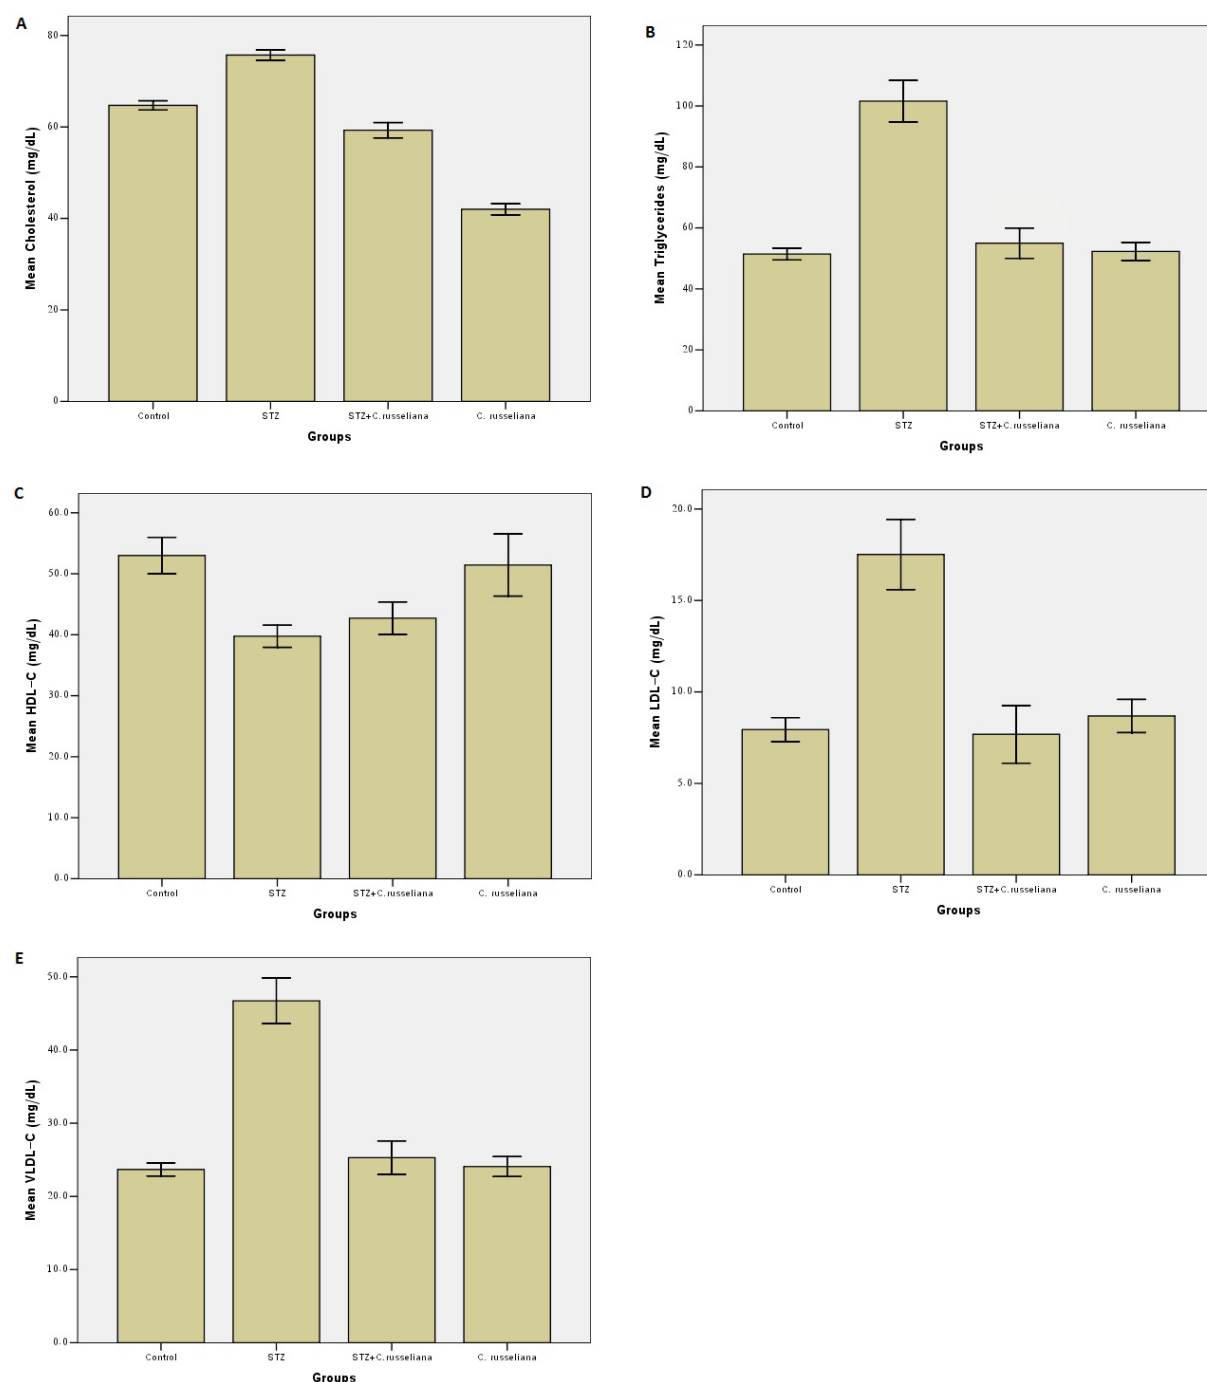 A
Mean Cholesterol (mg/dL)
80
60
40
20
0
Control STZ STZ+C.russeliana C. russeliana
Groups
B
Mean Triglycerides (mg/dL)
120
100
80
60
40
20
0
Control STZ STZ+C.russeliana C. russeliana
Groups
C
Mean HDL-C (mg/dL)
60.0
50.0
40.0
30.0
20.0
10.0
0.0
Control STZ STZ+C.russeliana C. russeliana
Groups
D
Mean LDL-C (mg/dL)
20.0
15.0
10.0
5.0
0.0
Control STZ STZ+C.russeliana C. russeliana
Groups
E
Mean VLDL-C (mg/dL)
50.0
40.0
30.0
20.0
10.0
0.0
Control STZ STZ+C.russeliana C. russeliana
Groups